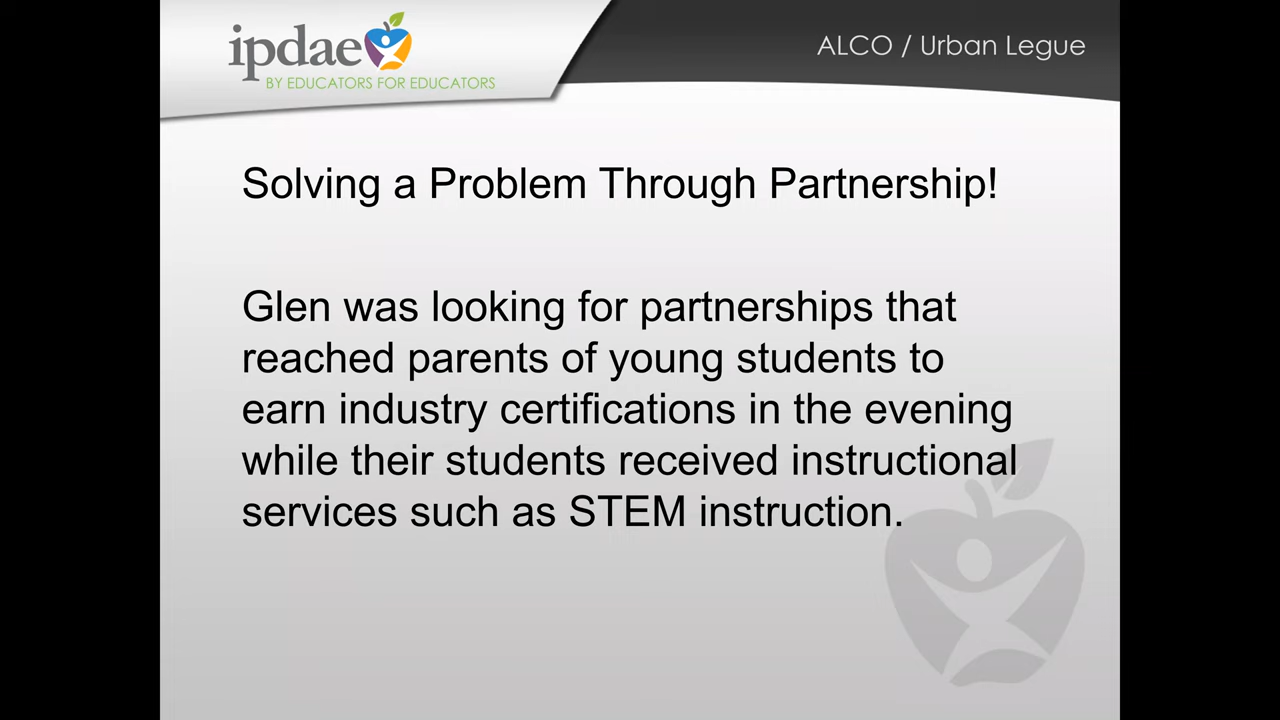 ipdae
BY EDUCATORS FOR EDUCATORS
ALCO / Urban Legue
Solving a Problem Through Partnership!
Glen was looking for partnerships that
reached parents of young students to
earn industry certifications in the evening
while their students received instructional
services such as STEM instruction.